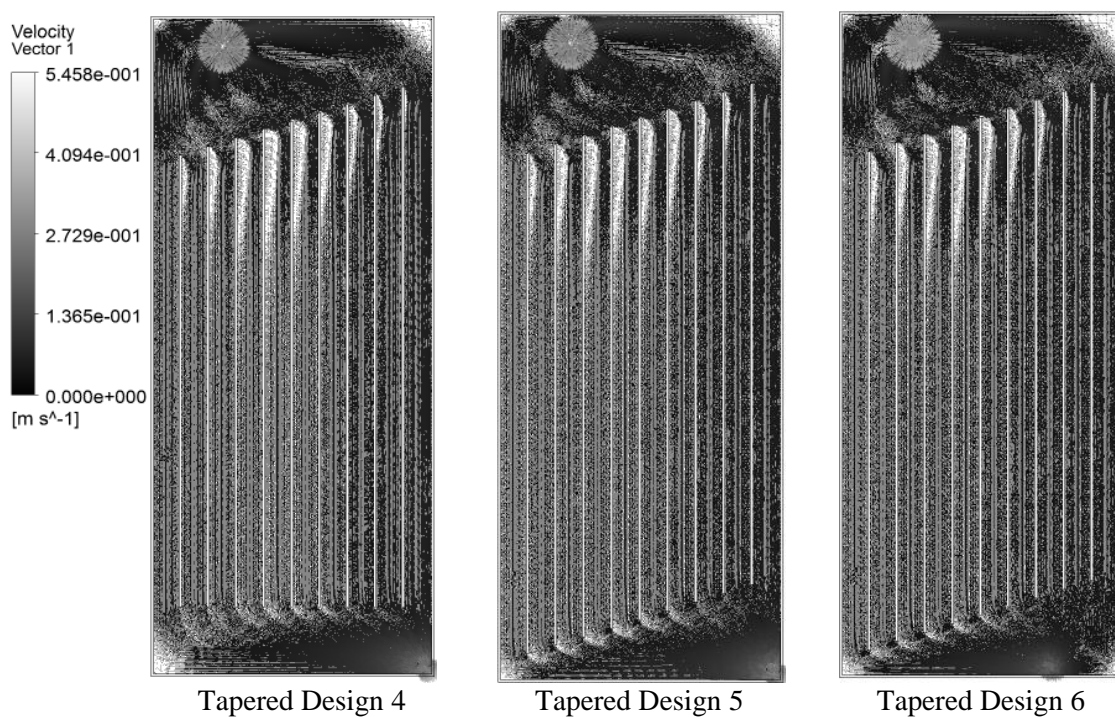 Velocity
Vector 1
5.458e-001
4.094e-001
2.729e-001
1.365e-001
0.000e+000
[m s^-1]
Tapered Design 4
Tapered Design 5
Tapered Design 6